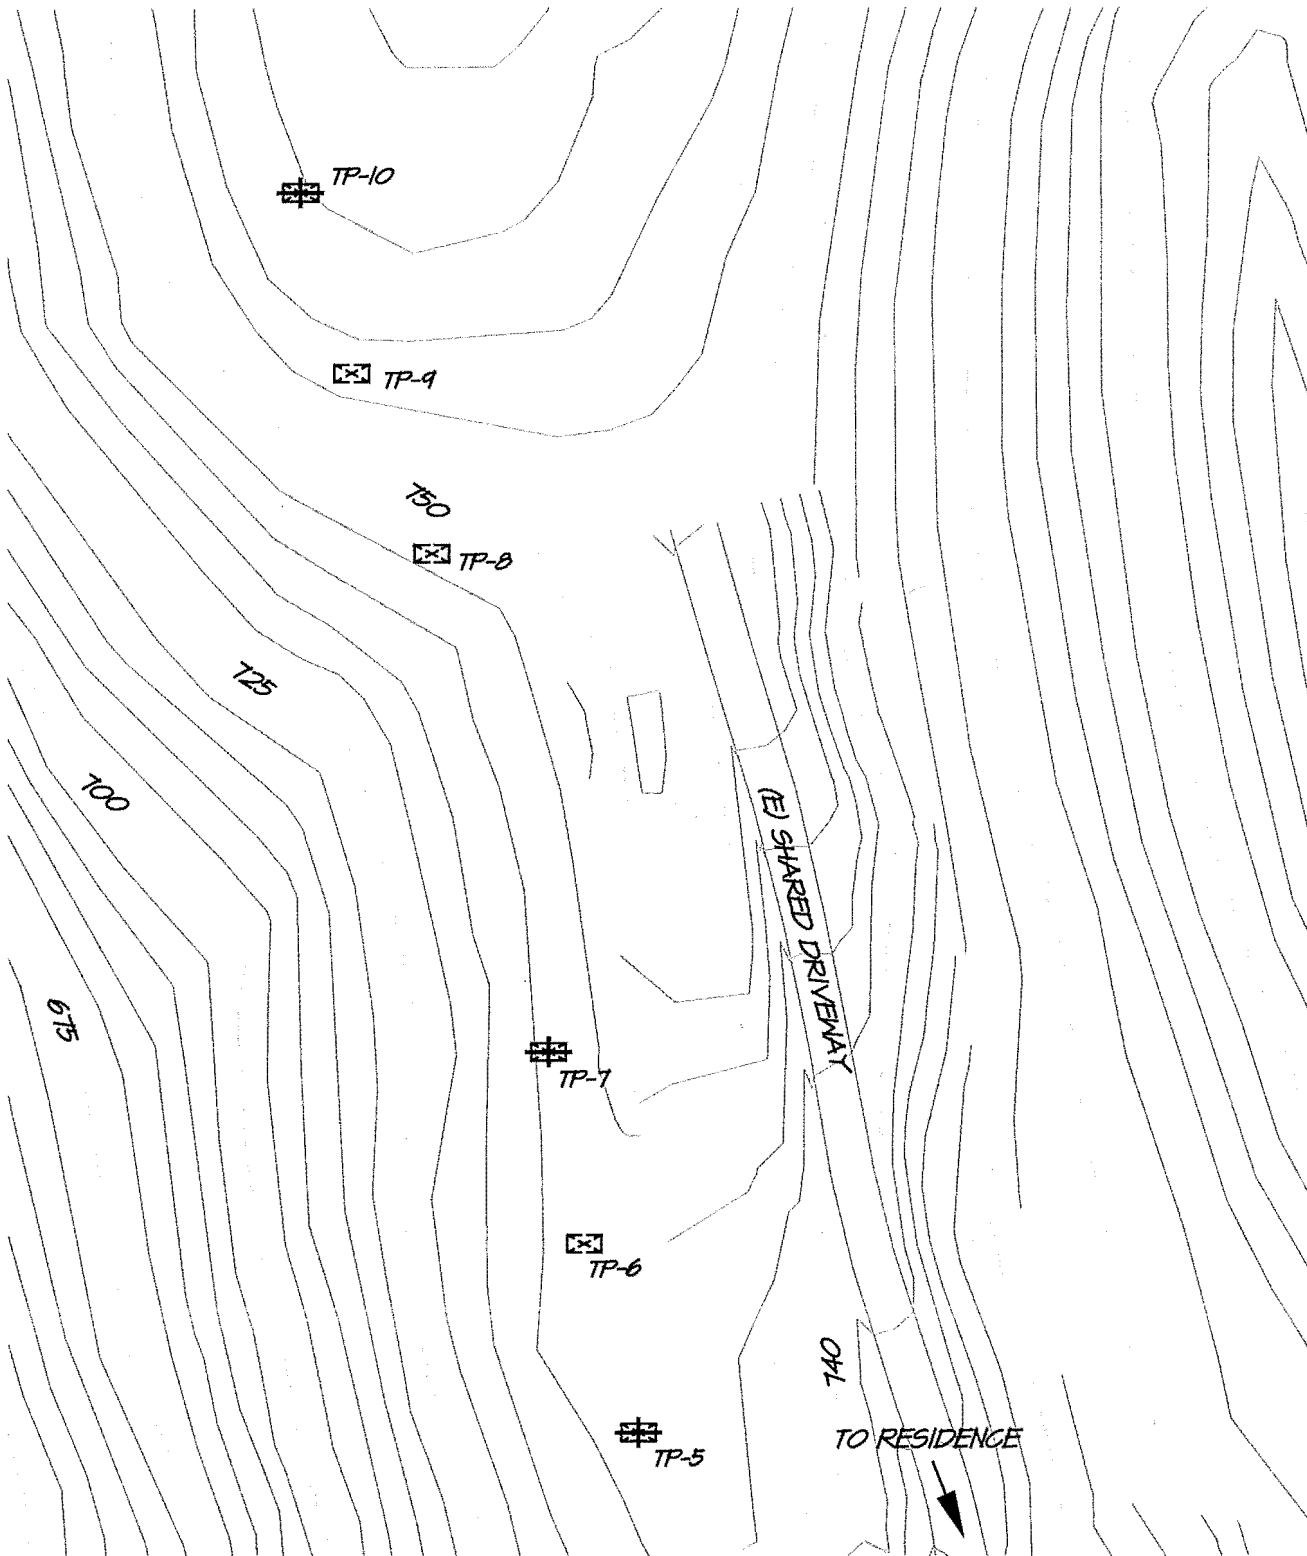 TP-10
TP-9
750
TP-8
725
700
(E) SHARED DRIVEWAY
675
TP-7
TP-6
740
TO RESIDENCE
TP-5